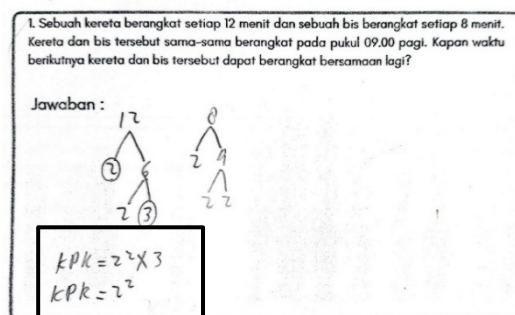 1. Sebuah kereta berangkat setiap 12 menit dan sebuah bis berangkat setiap 8 menit.
Kereta dan bis tersebut sama-sama berangkat pada pukul 09.00 pagi. Kapan waktu
berikutnya kereta dan bis tersebut dapat berangkat bersamaan lagi?
Jawaban :
12 8
2 6 2 4
2 3 2 2
KPK = 2² X 3
KPK = 2²